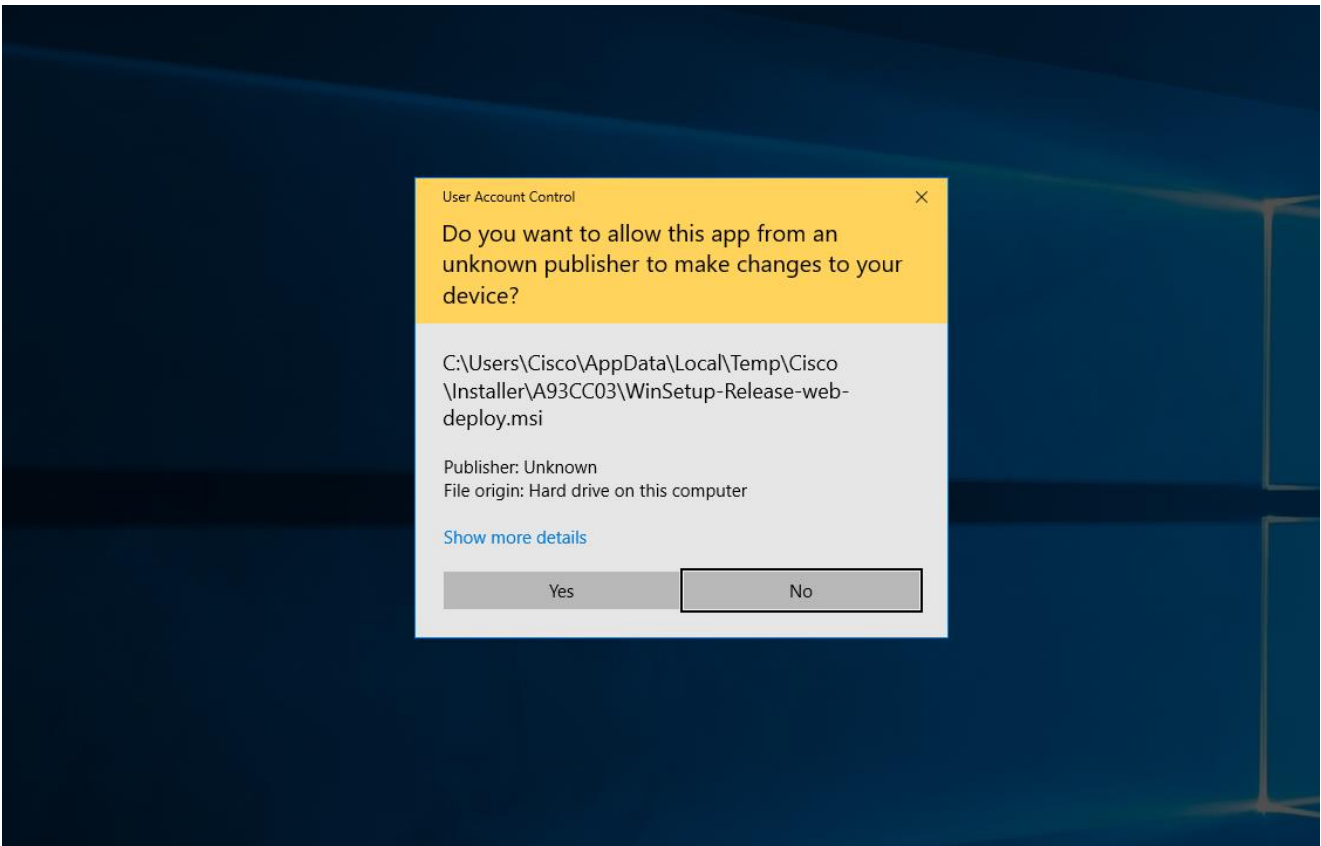 User Account Control
Do you want to allow this app from an
unknown publisher to make changes to your
device?
C:\Users\Cisco\AppData\Local\Temp\Cisco
\Installer\A93CC03\WinSetup-Release-web-
deploy.msi
Publisher: Unknown
File origin: Hard drive on this computer
Show more details
Yes
No